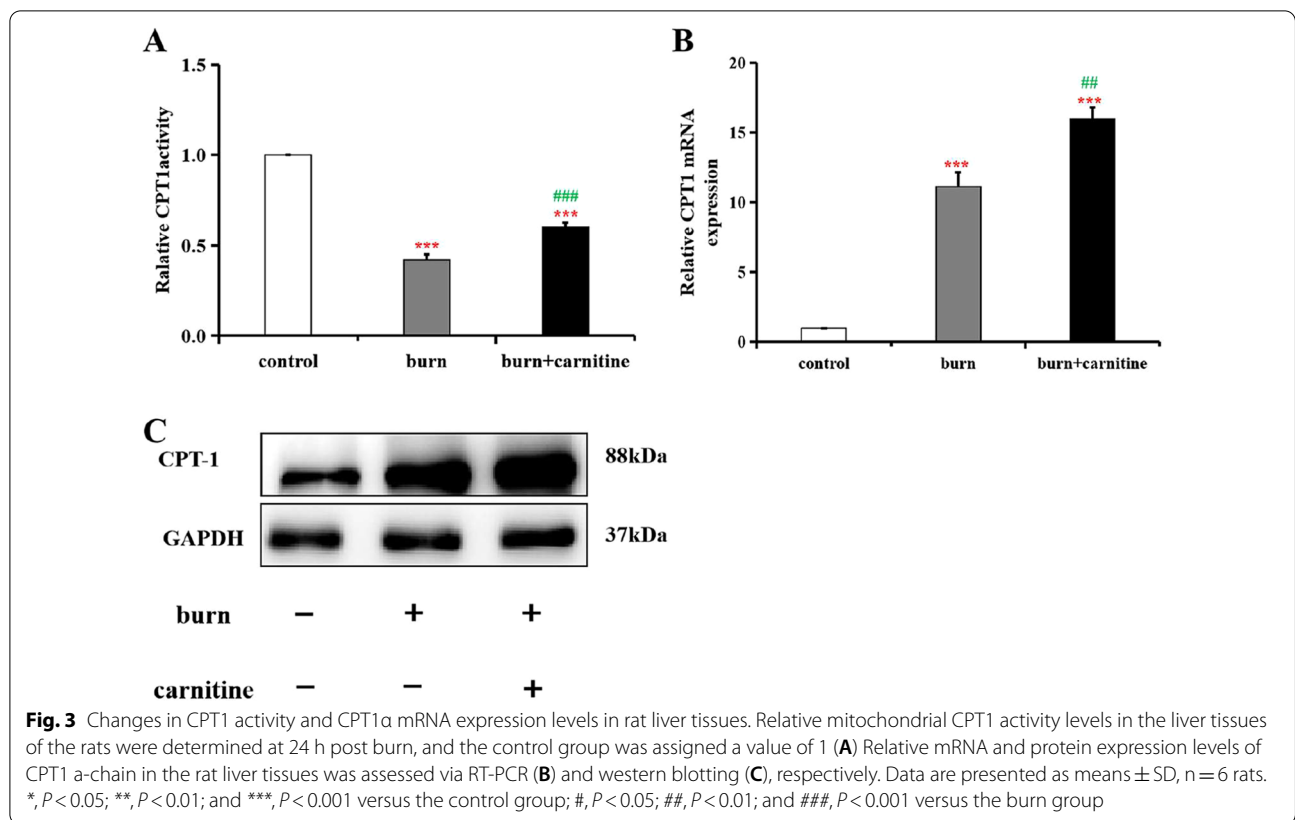 A
1.5
1.0
0.5
0.0
Ralative CPT1activity
***
###
***
control
burn
burn+carnitine
B
20
15
10
5
0
Relative CPT1 mRNA
expression
***
##
***
control
burn
burn+carnitine
C
CPT-1
88kDa
GAPDH
37kDa
burn − + +
carnitine − − +
Fig. 3 Changes in CPT1 activity and CPT1α mRNA expression levels in rat liver tissues. Relative mitochondrial CPT1 activity levels in the liver tissues
of the rats were determined at 24 h post burn, and the control group was assigned a value of 1 (A) Relative mRNA and protein expression levels of
CPT1 a-chain in the rat liver tissues was assessed via RT-PCR (B) and western blotting (C), respectively. Data are presented as means ± SD, n = 6 rats.
*, P < 0.05; **, P < 0.01; and ***, P < 0.001 versus the control group; #, P < 0.05; ##, P < 0.01; and ###, P < 0.001 versus the burn group